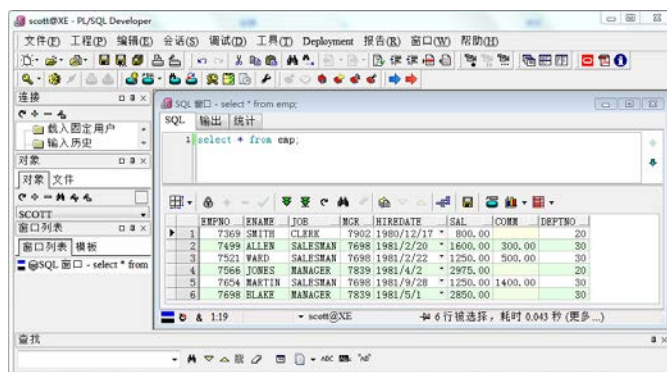 scott@XE - PL/SQL Developer
文件(F) 工程(P) 编辑(E) 会话(S) 调试(D) 工具(T) Deployment 报告(R) 窗口(W) 帮助(H)
连接
载入固定用户
输入历史
对象
对象 文件
SCOTT
窗口列表
窗口列表 模板
SQL 窗口 - select * from
SQL 窗口 - select * from emp;
SQL 输出 统计
1 select * from emp;
EMPNO ENAME JOB MGR HIREDATE SAL COMM DEPTNO
1 7369 SMITH CLERK 7902 1980/12/17 800.00 20
2 7499 ALLEN SALESMAN 7698 1981/2/20 1600.00 300.00 30
3 7521 WARD SALESMAN 7698 1981/2/22 1250.00 500.00 30
4 7566 JONES MANAGER 7839 1981/4/2 2975.00 20
5 7654 MARTIN SALESMAN 7698 1981/9/28 1250.00 1400.00 30
6 7698 BLAKE MANAGER 7839 1981/5/1 2850.00 30
& 1:19 scott@XE 6 行被选择，耗时 0.043 秒 (更多...)
查找
ABC "AB"